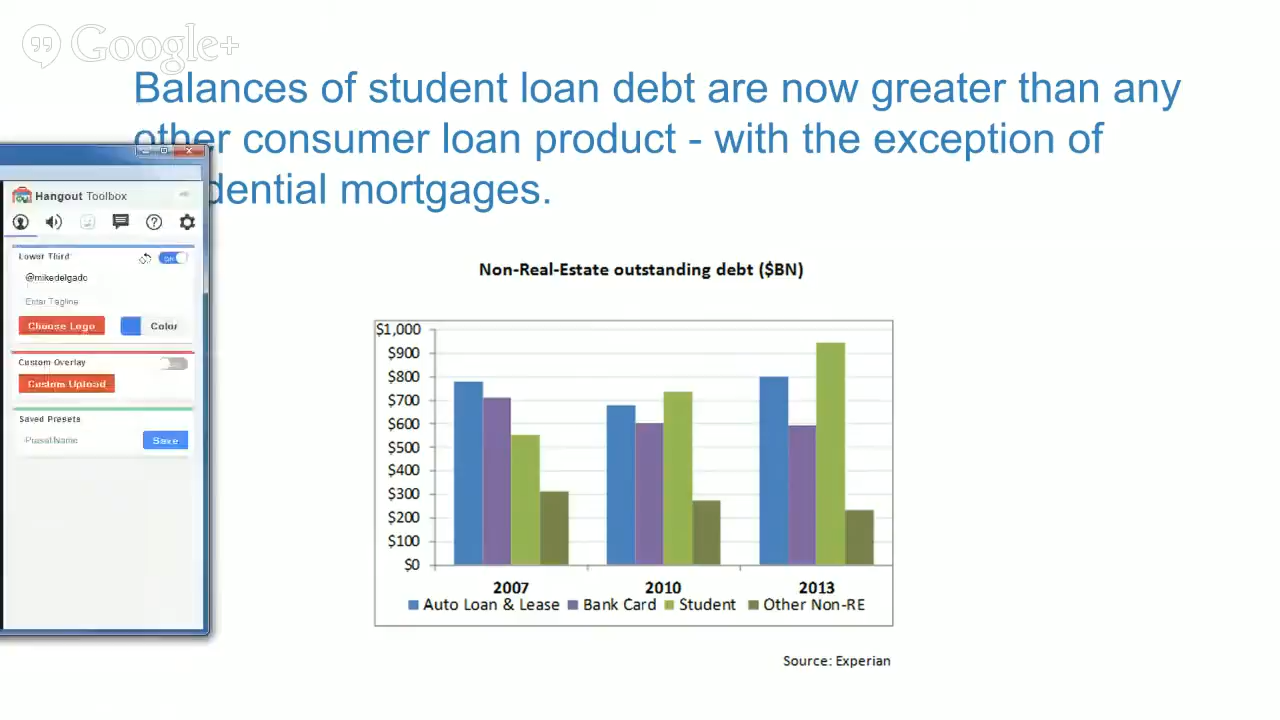 Google+
Balances of student loan debt are now greater than any
other consumer loan product - with the exception of
dential mortgages.
Hangout Toolbox
Lower Third
ON
@mikedelgado
Enter Tagline
Choose Logo
Color
Custom Overlay
Custom Upload
Saved Presets
Preset Name
Save
Non-Real-Estate outstanding debt ($BN)
$1,000
$900
$800
$700
$600
$500
$400
$300
$200
$100
$0
2007 2010 2013
Auto Loan & Lease Bank Card Student Other Non-RE
Source: Experian